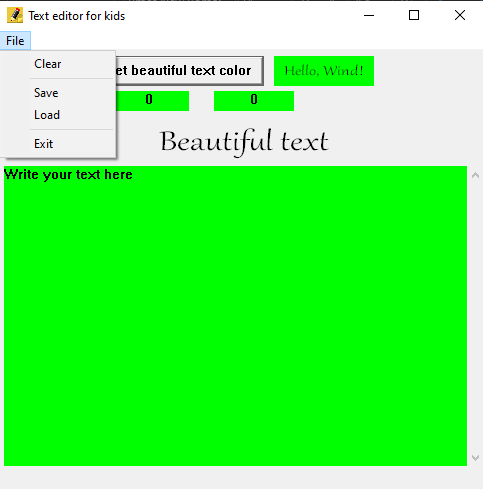 Text editor for kids
File
Clear
Save
Load
Exit
et beautiful text color
Hello, Wind!
0 0
Beautiful text
Write your text here